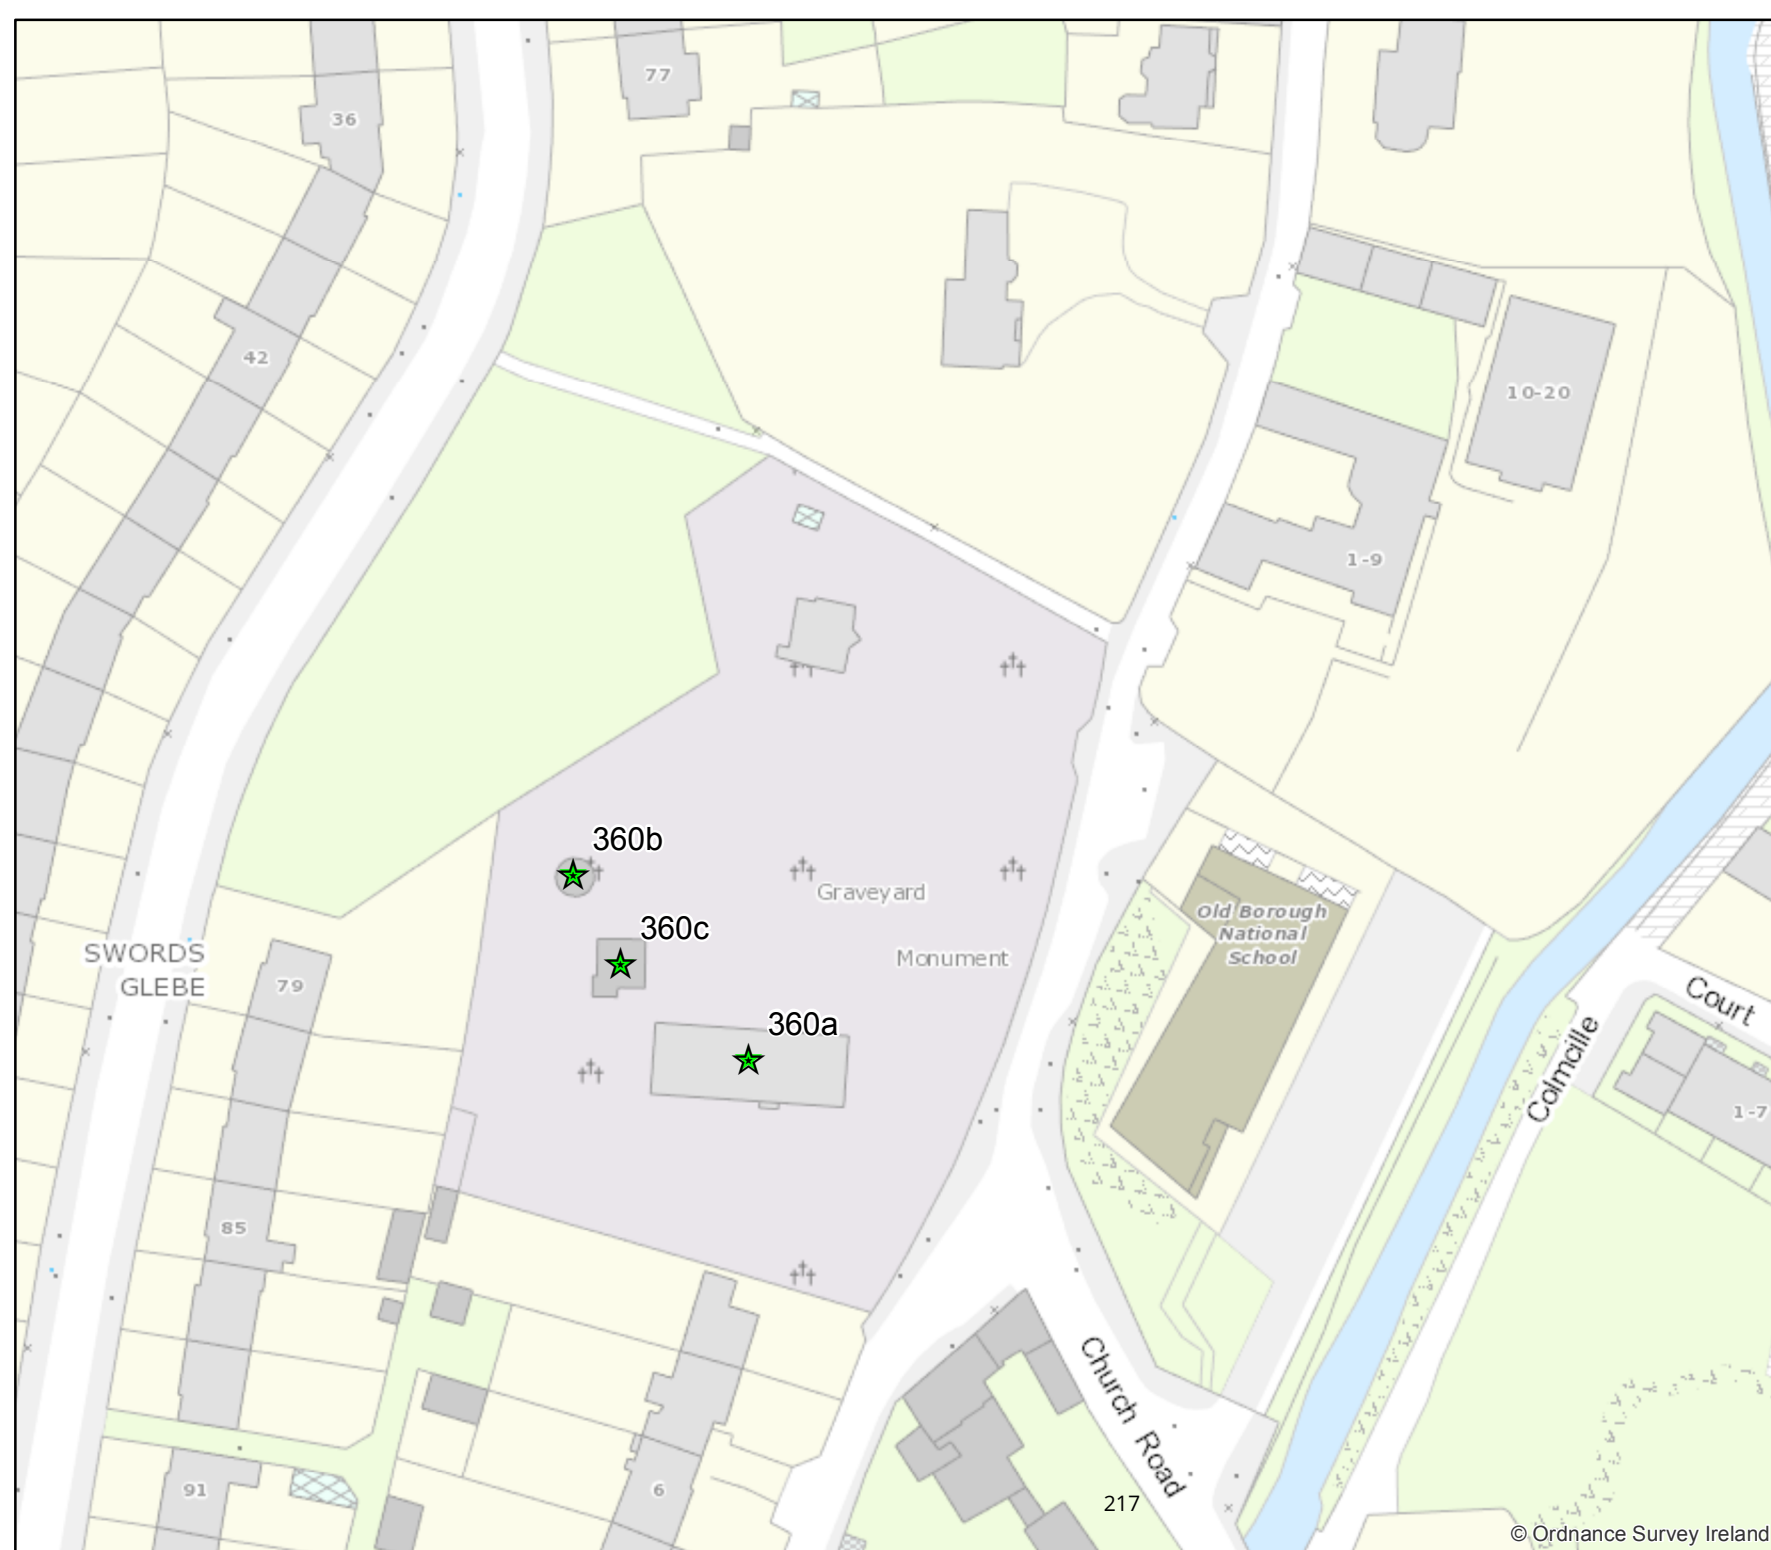 77
36
42
10-20
1-9
360b
Graveyard
360c
Monument
Old Borough
National
School
SWORDS
GLEBE
79
360a
Court
Colmcille
1-7
85
Church Road
91
6
217
© Ordnance Survey Ireland